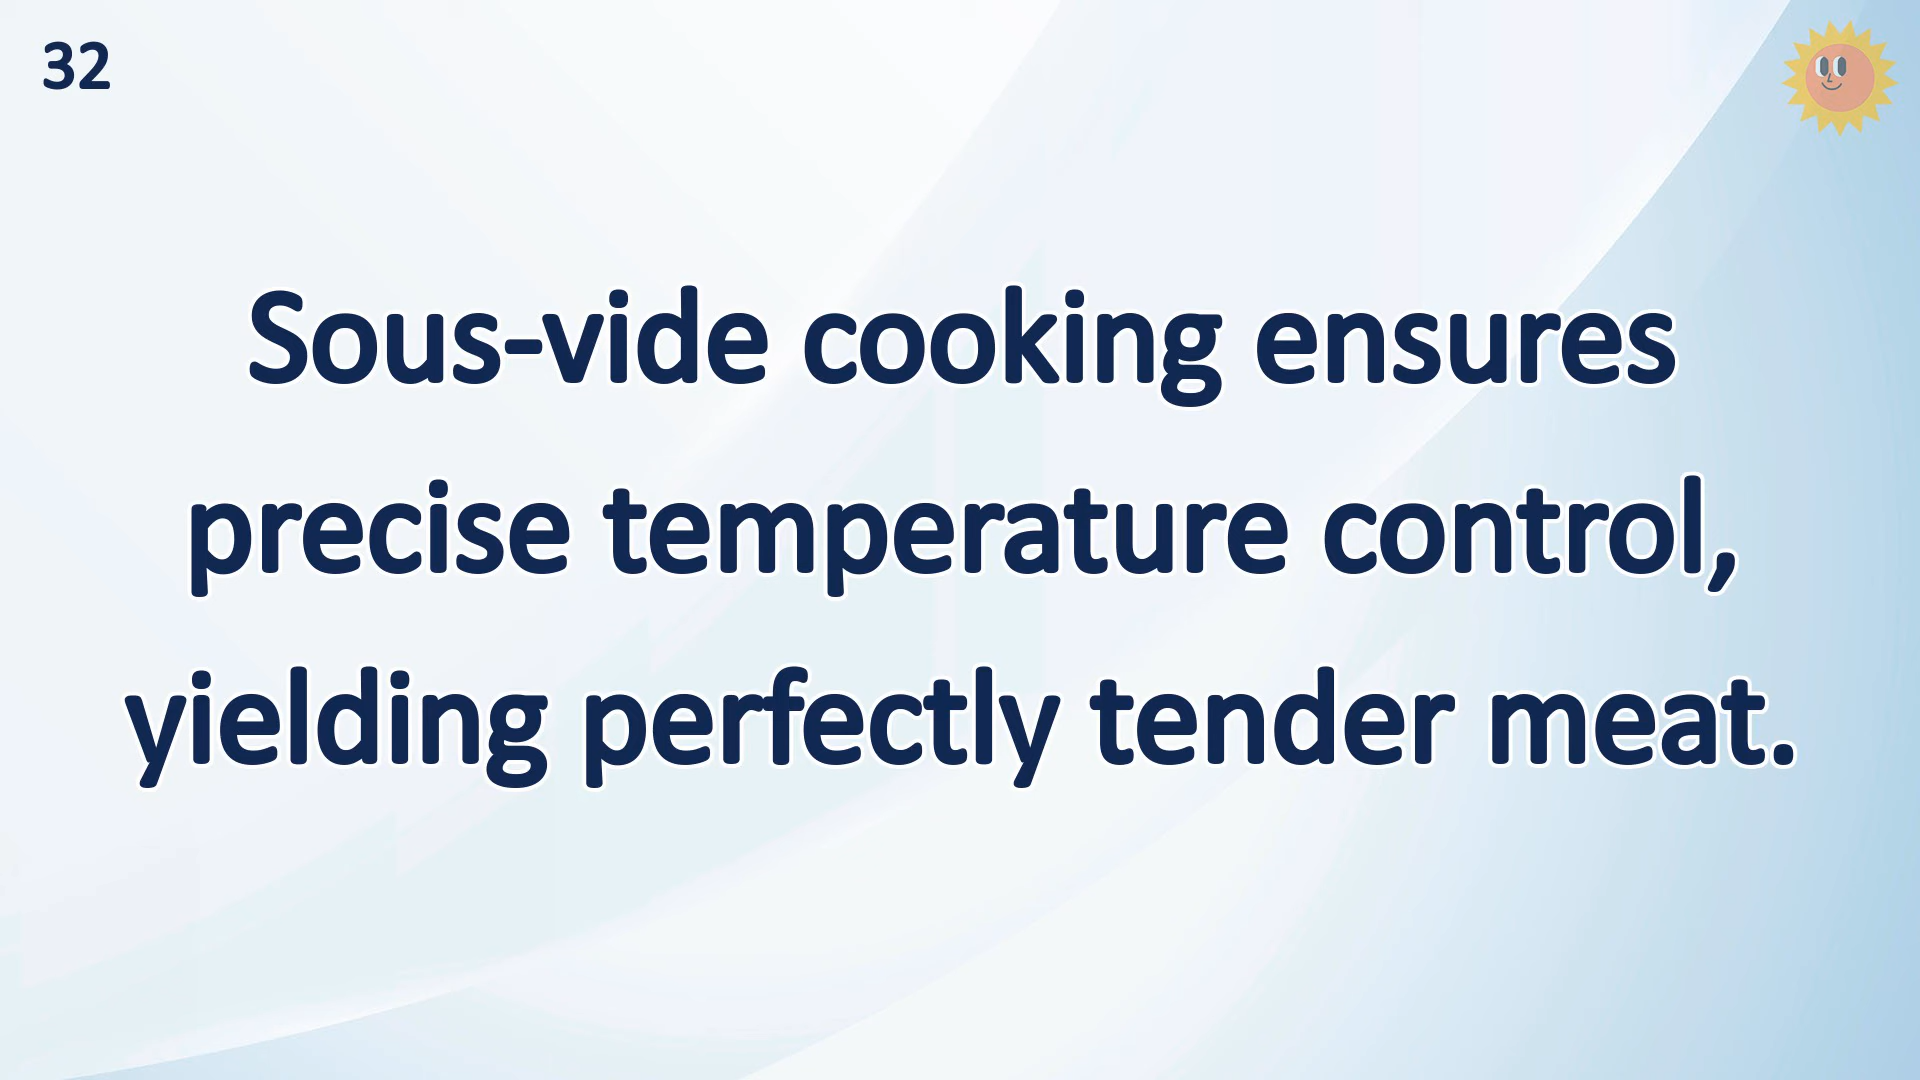 32
Sous-vide cooking ensures
precise temperature control,
yielding perfectly tender meat.